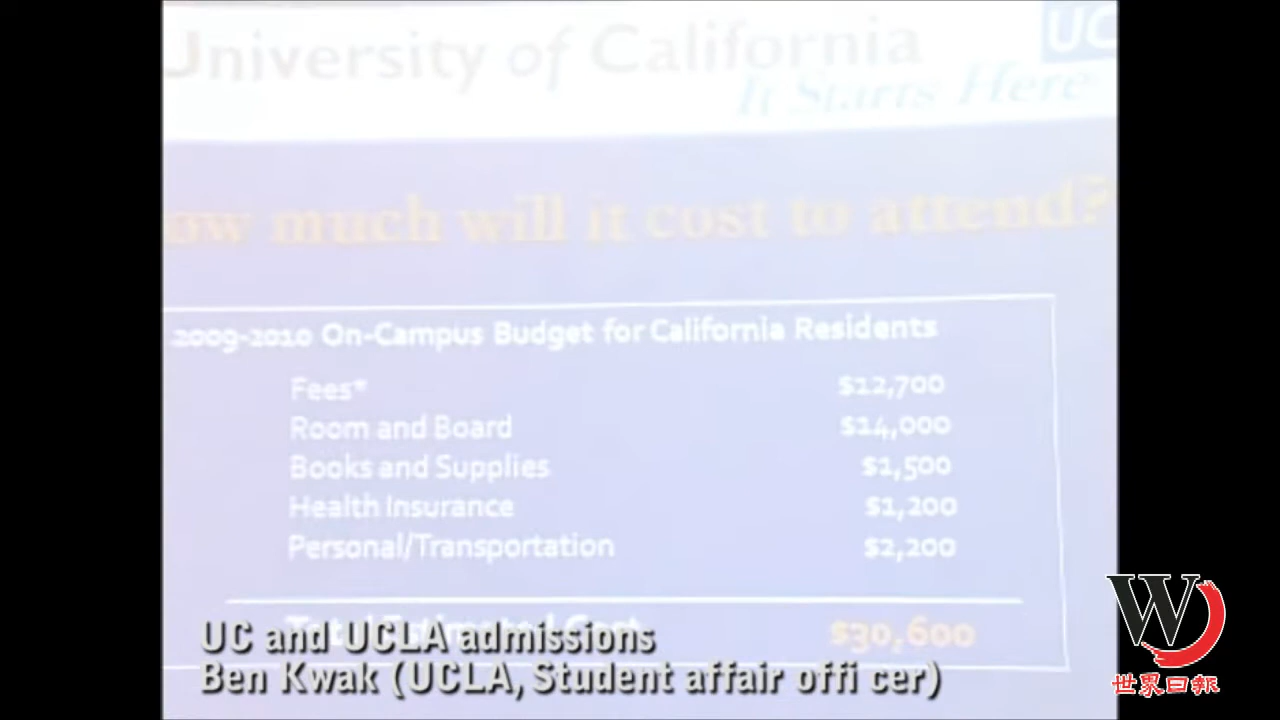 University of California
UC
It Starts Here
ow much will it cost to attend?
2009-2010 On-Campus Budget for California Residents
Fees* $12,700
Room and Board $14,000
Books and Supplies $1,500
Health Insurance $1,200
Personal/Transportation $2,200
Total Estimated Cost $30,600
UC and UCLA admissions
Ben Kwak (UCLA, Student affair offi cer)
W
世界日報